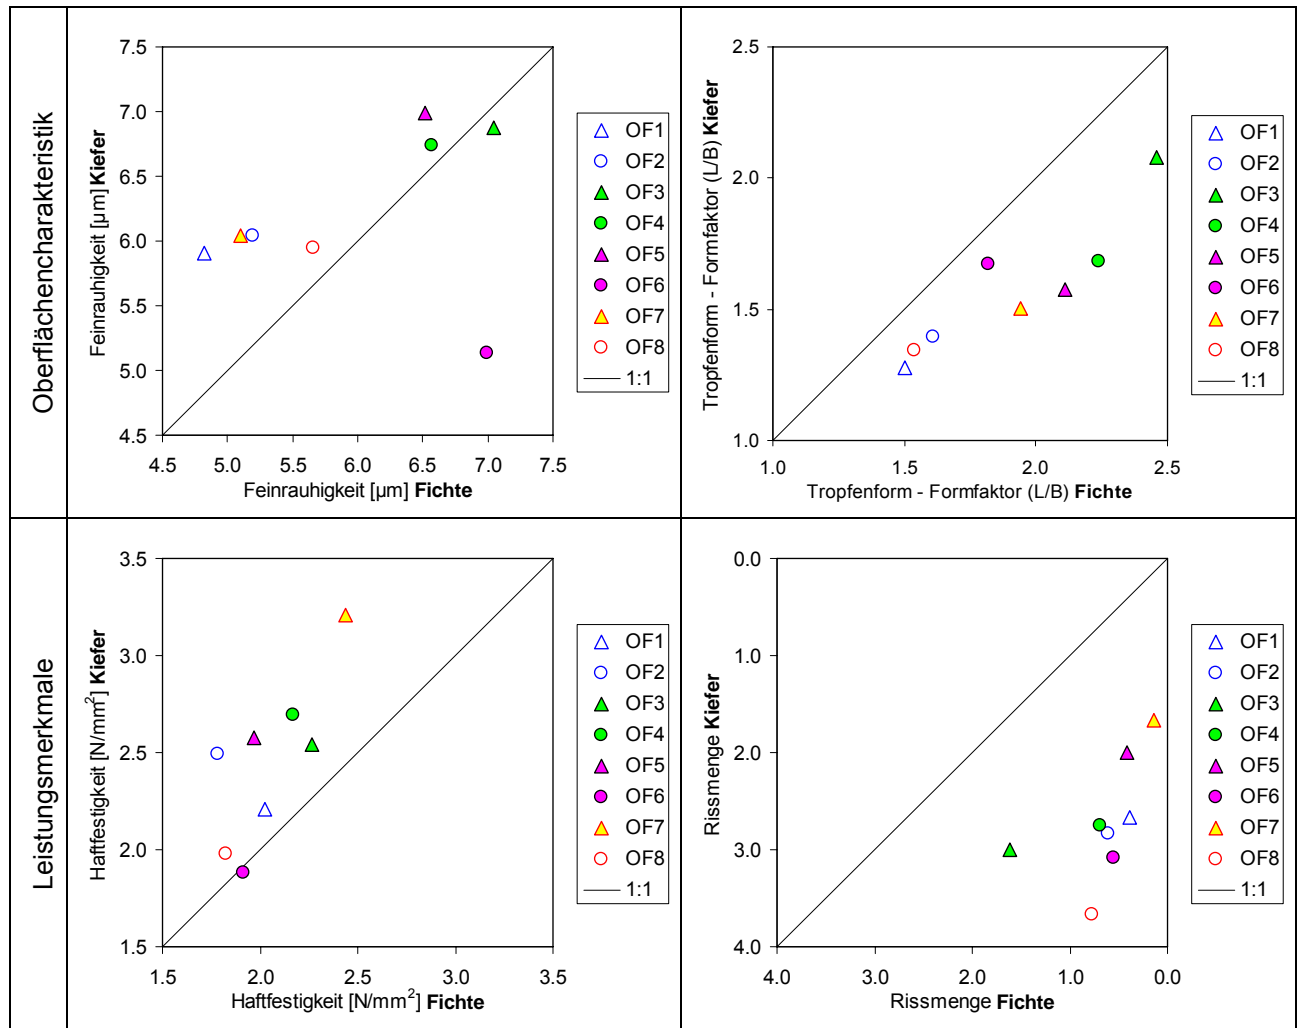 Oberflächencharakteristik
Feinrauhigkeit [µm] Kiefer
7.5
7.0
6.5
6.0
5.5
5.0
4.5
4.5 5.0 5.5 6.0 6.5 7.0 7.5
Feinrauhigkeit [µm] Fichte
OF1
OF2
OF3
OF4
OF5
OF6
OF7
OF8
1:1
Tropfenform - Formfaktor (L/B) Kiefer
2.5
2.0
1.5
1.0
1.0 1.5 2.0 2.5
Tropfenform - Formfaktor (L/B) Fichte
OF1
OF2
OF3
OF4
OF5
OF6
OF7
OF8
1:1
Leistungsmerkmale
Haftfestigkeit [N/mm²] Kiefer
3.5
3.0
2.5
2.0
1.5
1.5 2.0 2.5 3.0 3.5
Haftfestigkeit [N/mm²] Fichte
OF1
OF2
OF3
OF4
OF5
OF6
OF7
OF8
1:1
Rissmenge Kiefer
0.0
1.0
2.0
3.0
4.0
4.0 3.0 2.0 1.0 0.0
Rissmenge Fichte
OF1
OF2
OF3
OF4
OF5
OF6
OF7
OF8
1:1